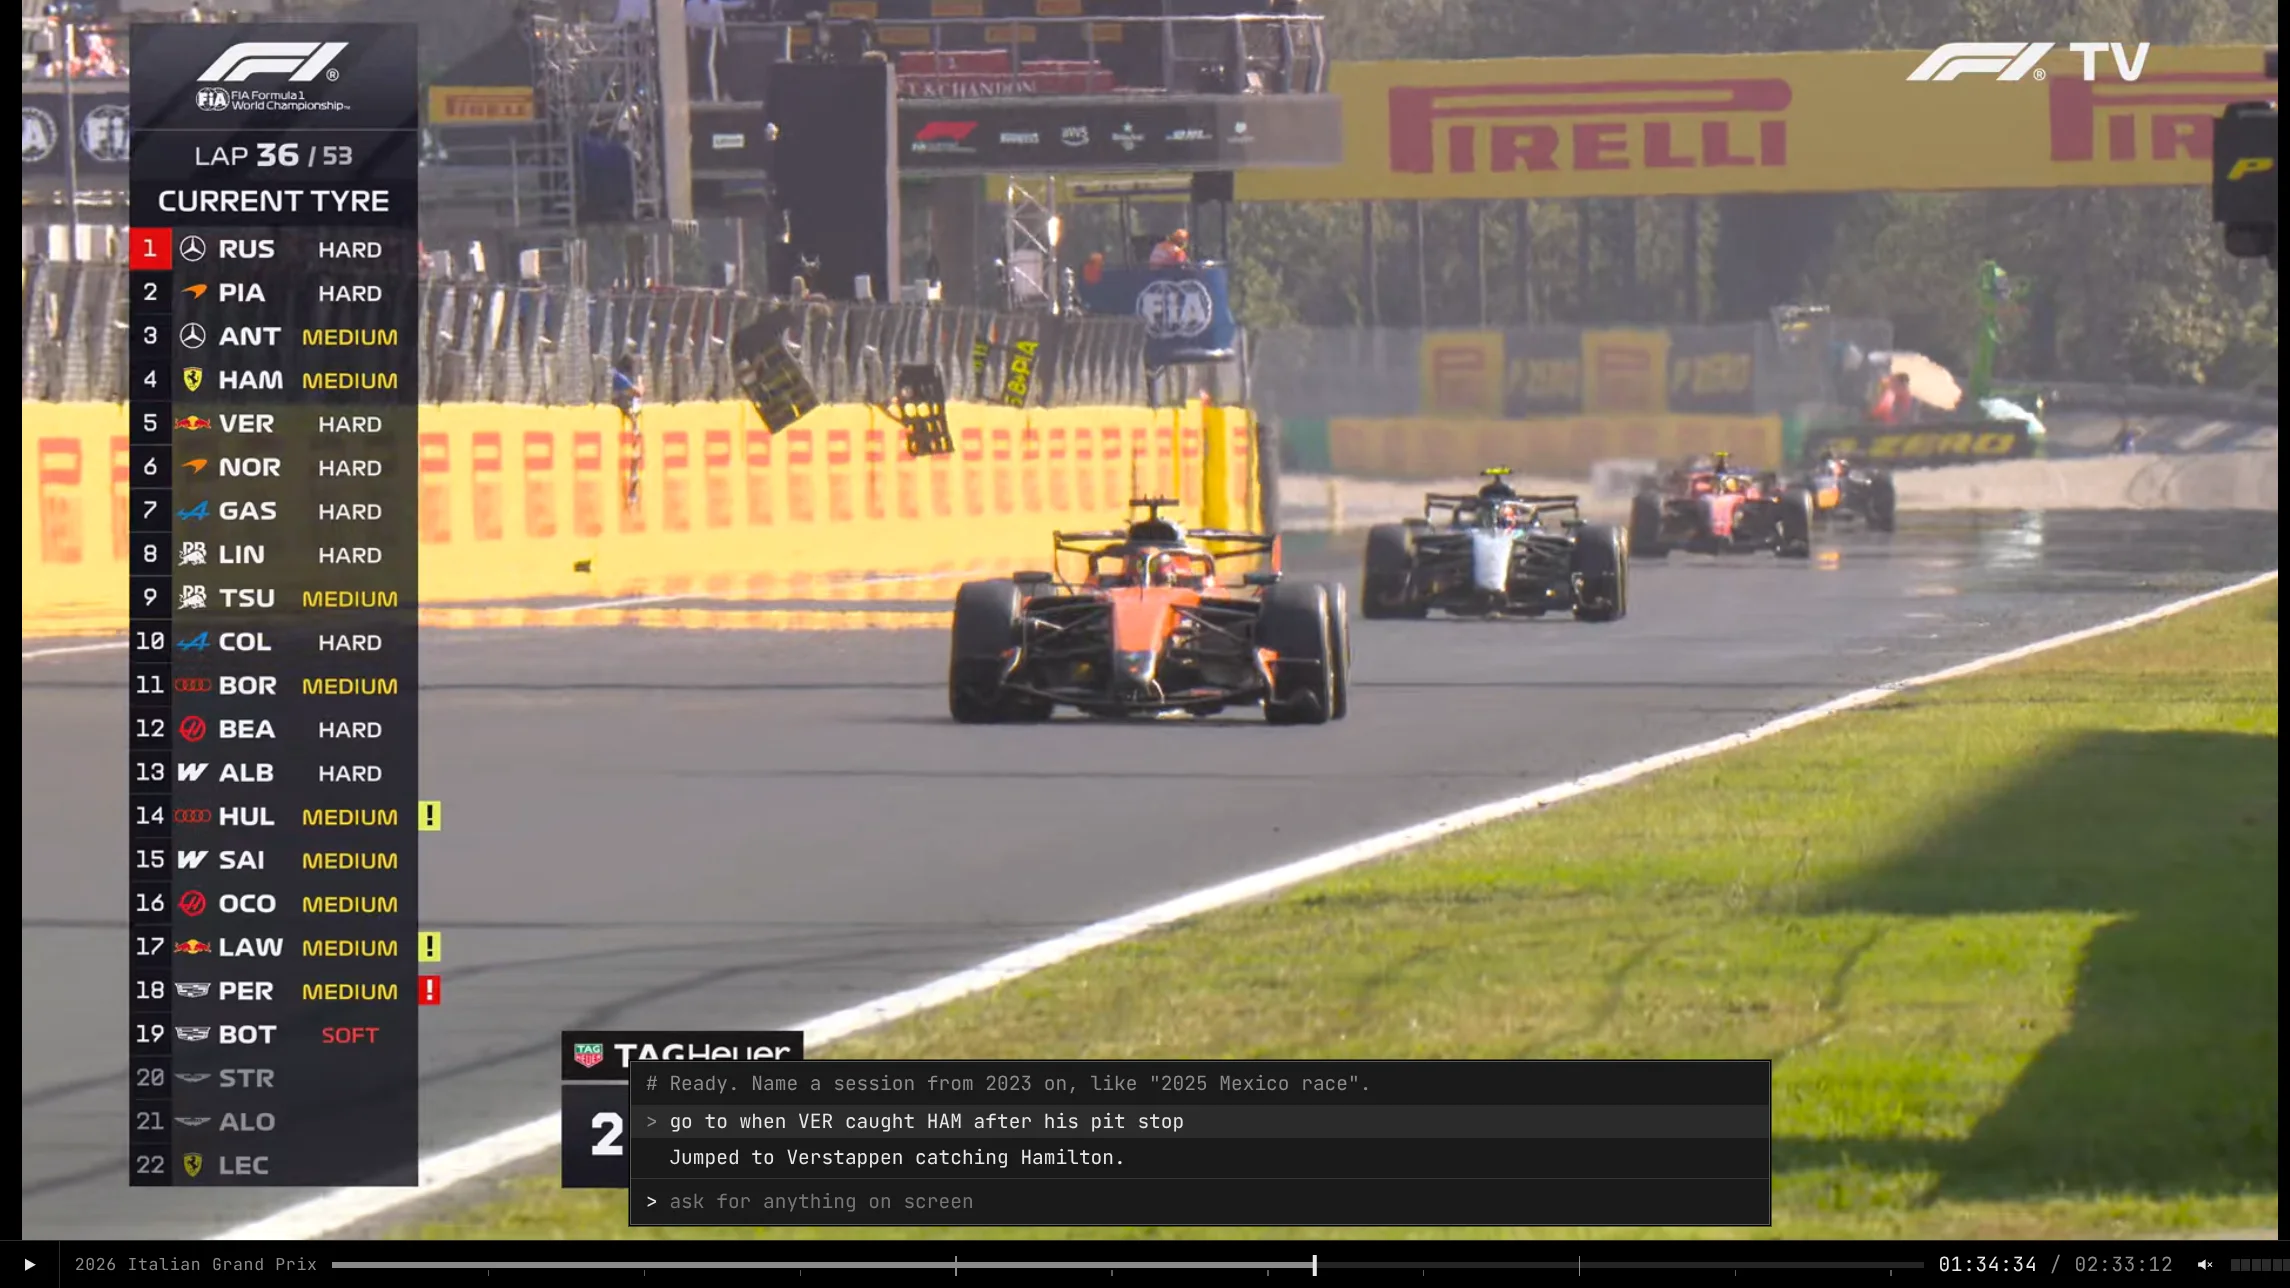 F1® TV
F1®
FIA FIA Formula 1
World Championship™
LAP 36 / 53
CURRENT TYRE
1 RUS HARD
2 PIA HARD
3 ANT MEDIUM
4 HAM MEDIUM
5 VER HARD
6 NOR HARD
7 GAS HARD
8 LIN HARD
9 TSU MEDIUM
10 COL HARD
11 BOR MEDIUM
12 BEA HARD
13 ALB HARD
14 HUL MEDIUM !
15 SAI MEDIUM
16 OCO MEDIUM
17 LAW MEDIUM !
18 PER MEDIUM !
19 BOT SOFT
20 STR
21 ALO
22 LEC
PIRELLI
FIA
P ZERO
TAG HEUER TAGHeuer
2
# Ready. Name a session from 2023 on, like "2025 Mexico race".
> go to when VER caught HAM after his pit stop
Jumped to Verstappen catching Hamilton.
> ask for anything on screen
2026 Italian Grand Prix
01:34:34 / 02:33:12